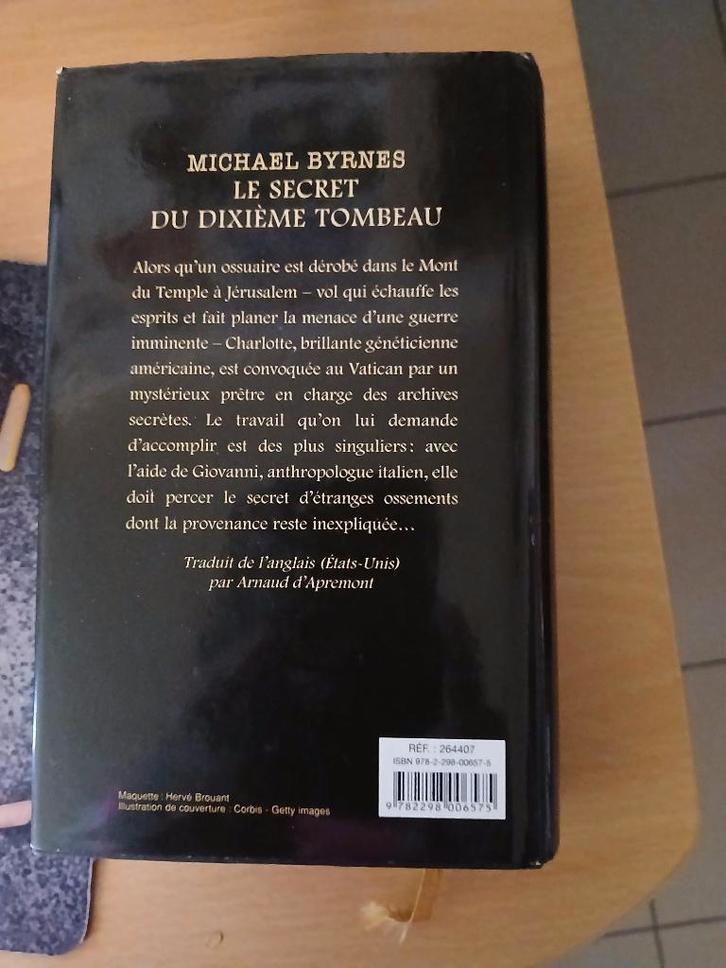 MICHAEL BYRNES
LE SECRET
DU DIXIÈME TOMBEAU
Alors qu'un ossuaire est dérobé dans le Mont
du Temple à Jérusalem – vol qui échauffe les
esprits et fait planer la menace d'une guerre
imminente – Charlotte, brillante généticienne
américaine, est convoquée au Vatican par un
mystérieux prêtre en charge des archives
secrètes. Le travail qu'on lui demande
d'accomplir est des plus singuliers : avec
l'aide de Giovanni, anthropologue italien, elle
doit percer le secret d'étranges ossements
dont la provenance reste inexpliquée…
Traduit de l'anglais (États-Unis)
par Arnaud d'Apremont
RÉF. : 264407
ISBN 978-2-298-00657-5
9 782298 006575
Maquette : Hervé Brouant
Illustration de couverture : Corbis - Getty images